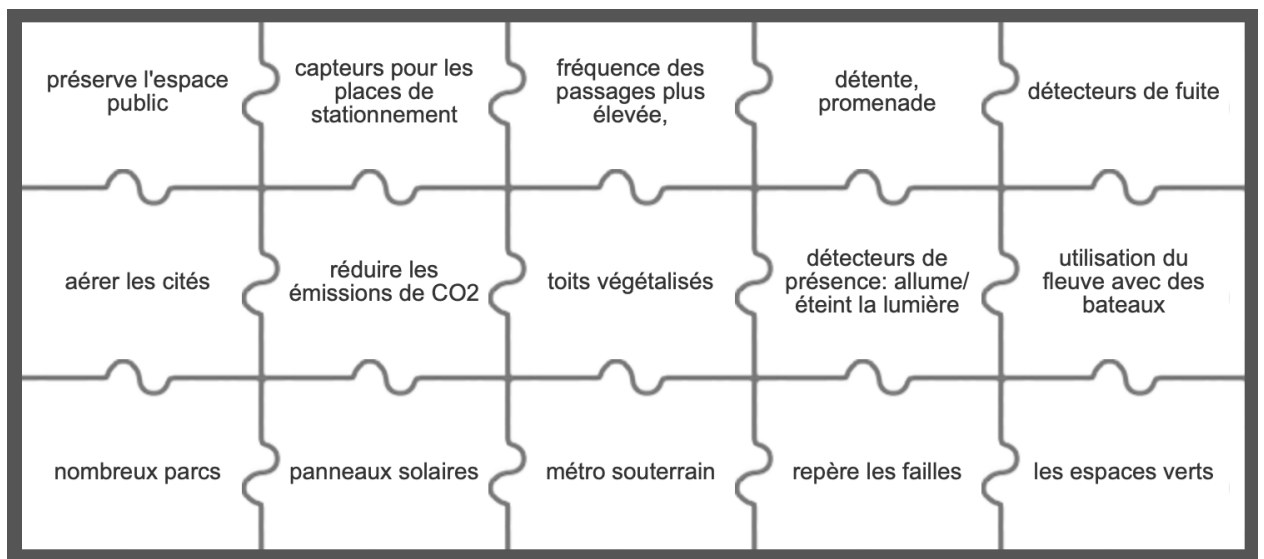 préserve l'espace
public
capteurs pour les
places de
stationnement
fréquence des
passages plus
élevée,
détente,
promenade
détecteurs de fuite
aérer les cités
réduire les
émissions de CO2
toits végétalisés
détecteurs de
présence: allume/
éteint la lumière
utilisation du
fleuve avec des
bateaux
nombreux parcs
panneaux solaires
métro souterrain
repère les failles
les espaces verts